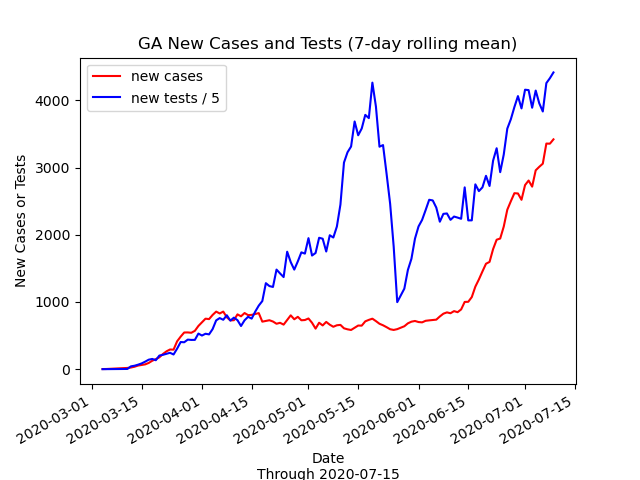 GA New Cases and Tests (7-day rolling mean)
new cases
new tests / 5
New Cases or Tests
4000
3000
2000
1000
0
2020-03-01
2020-03-15
2020-04-01
2020-04-15
2020-05-01
2020-05-15
2020-06-01
2020-06-15
2020-07-01
2020-07-15
Date
Through 2020-07-15